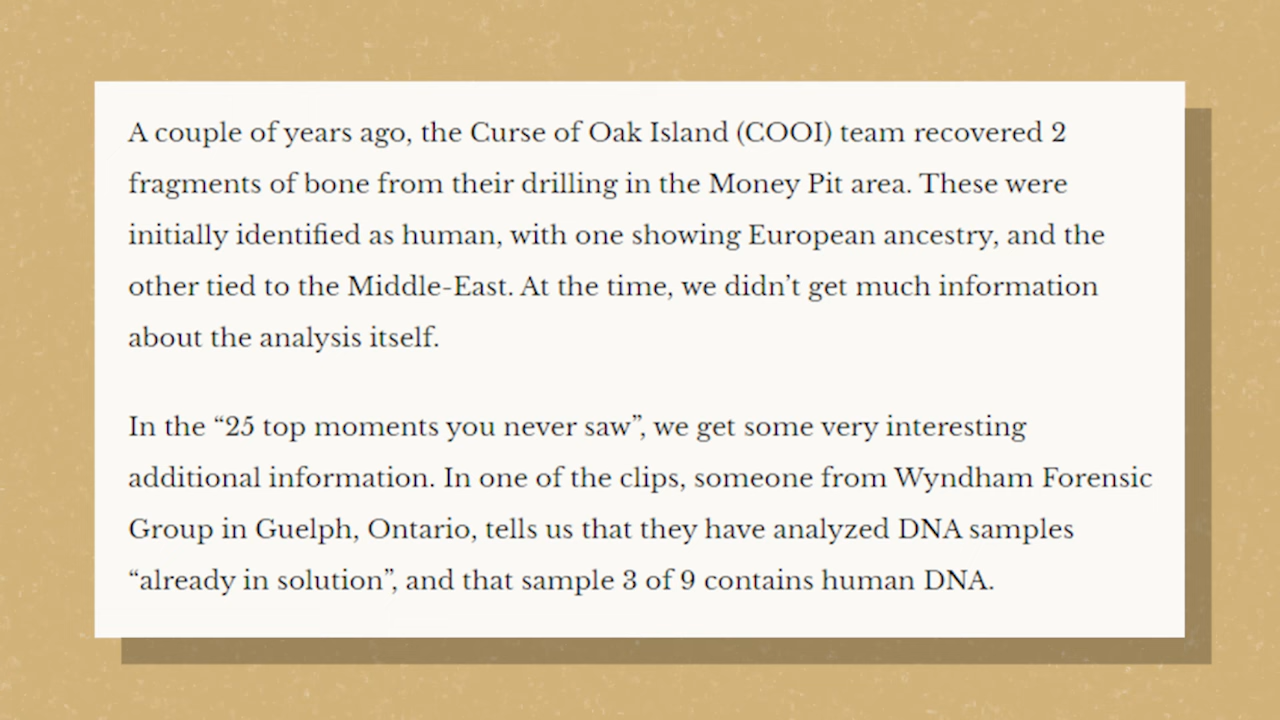 A couple of years ago, the Curse of Oak Island (COOI) team recovered 2
fragments of bone from their drilling in the Money Pit area. These were
initially identified as human, with one showing European ancestry, and the
other tied to the Middle-East. At the time, we didn’t get much information
about the analysis itself.
In the “25 top moments you never saw”, we get some very interesting
additional information. In one of the clips, someone from Wyndham Forensic
Group in Guelph, Ontario, tells us that they have analyzed DNA samples
“already in solution”, and that sample 3 of 9 contains human DNA.